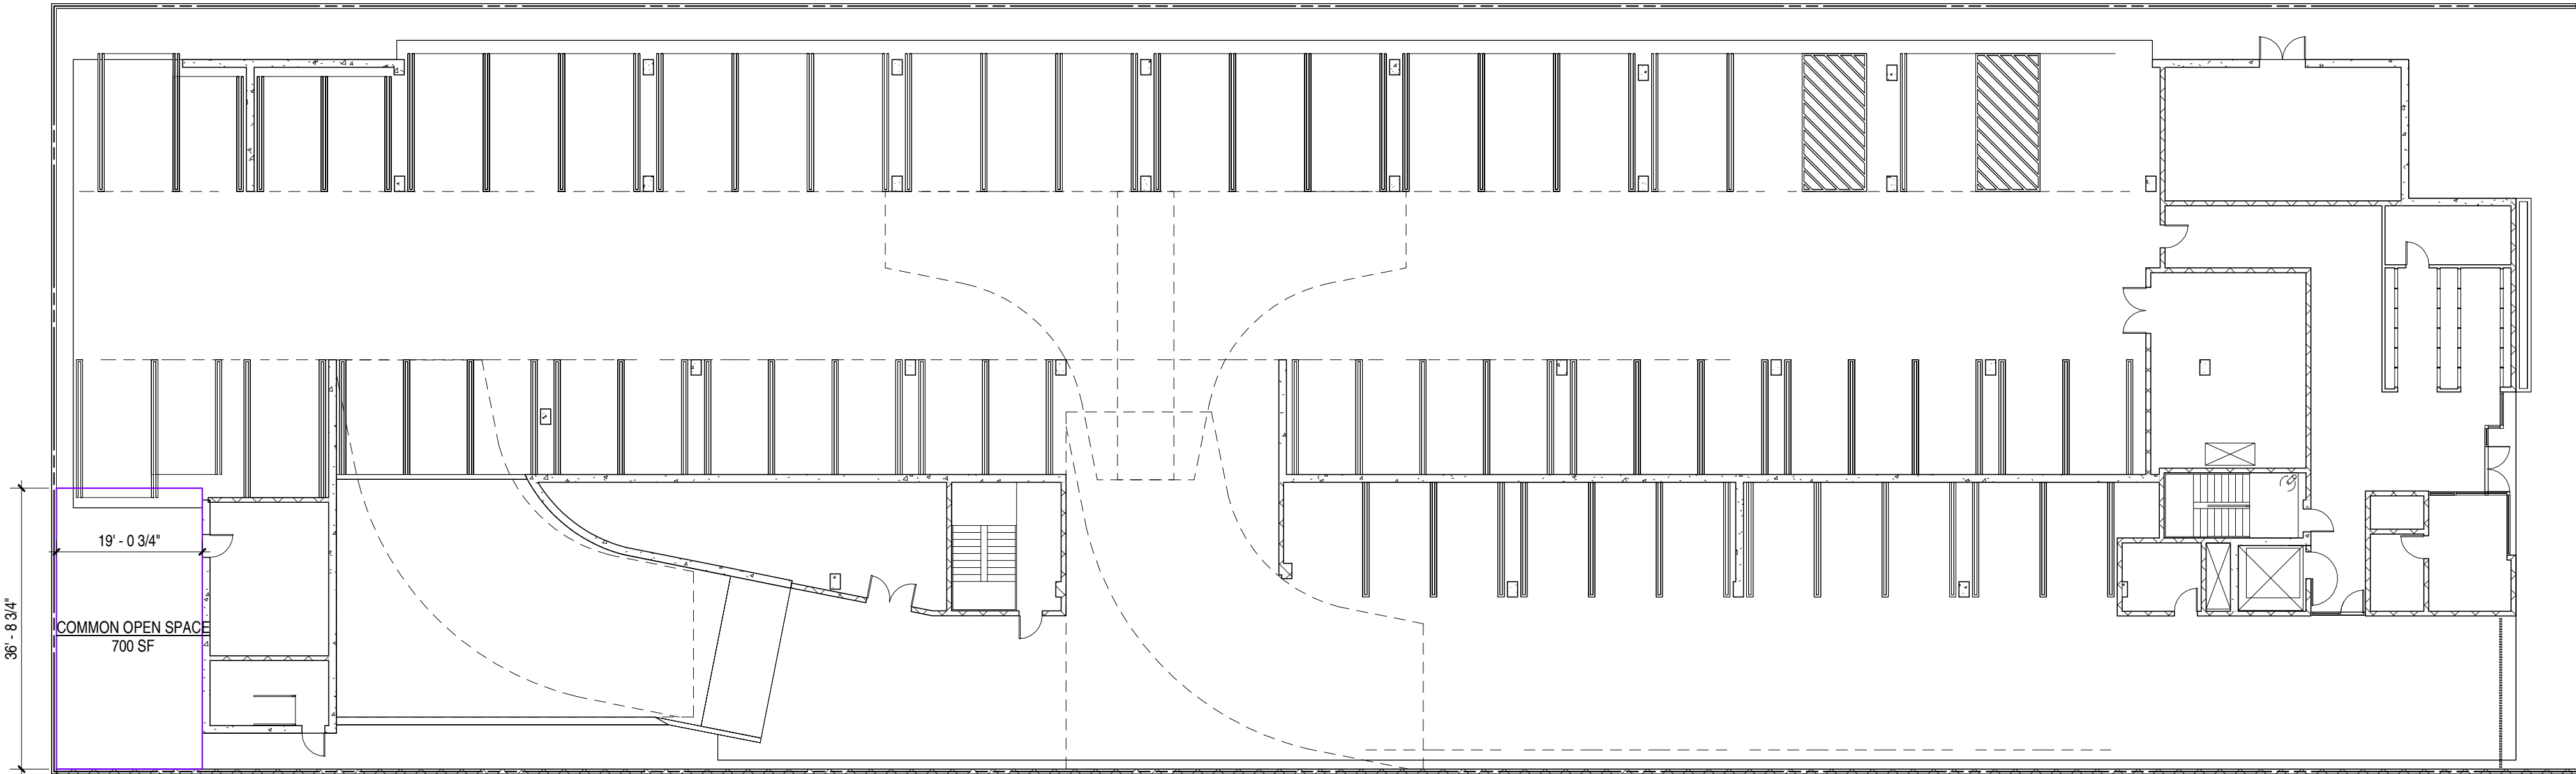 19' - 0 3/4"
36' - 8 3/4"
COMMON OPEN SPACE
700 SF